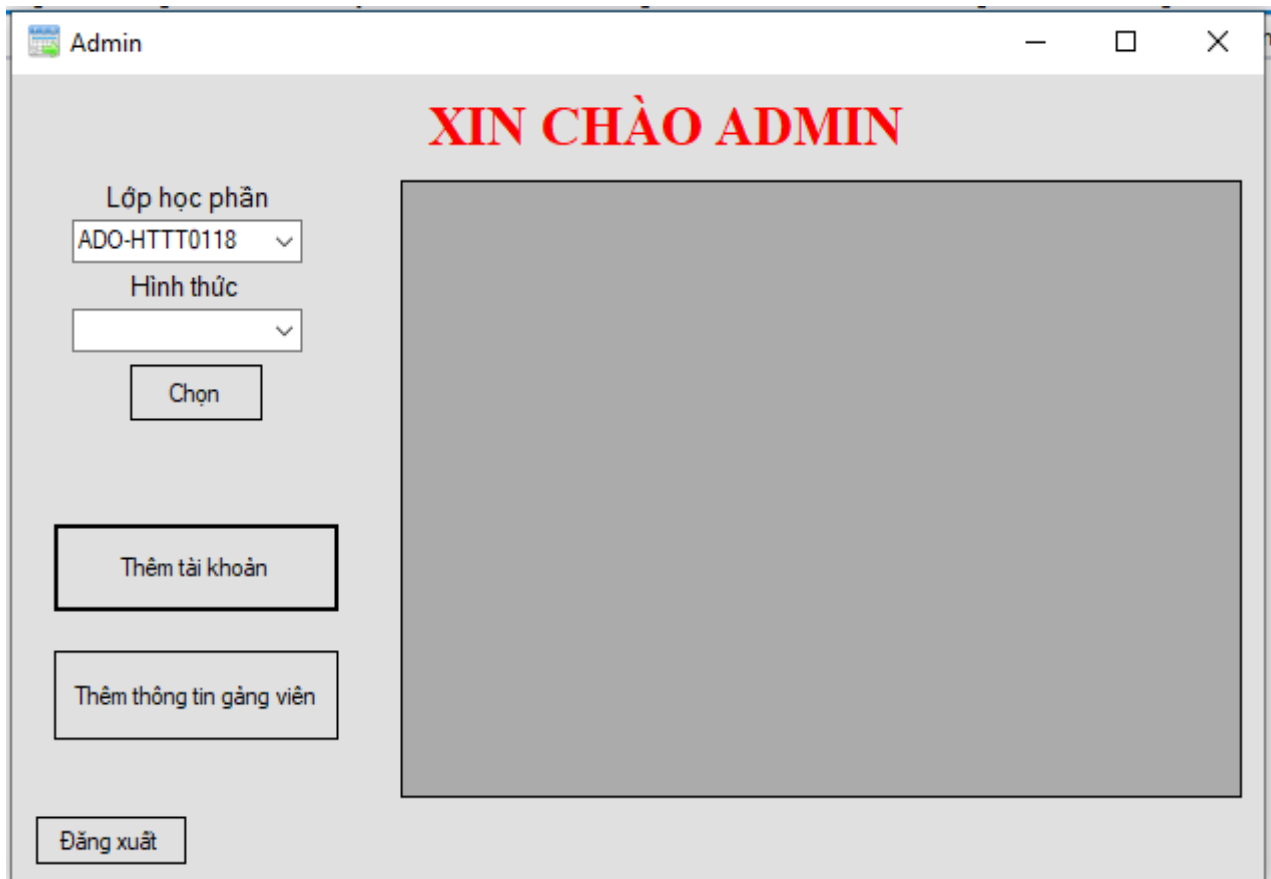 Admin
XIN CHÀO ADMIN
Lớp học phần
ADO-HTTT0118
Hình thức
Chọn
Thêm tài khoản
Thêm thông tin gảng viên
Đăng xuất